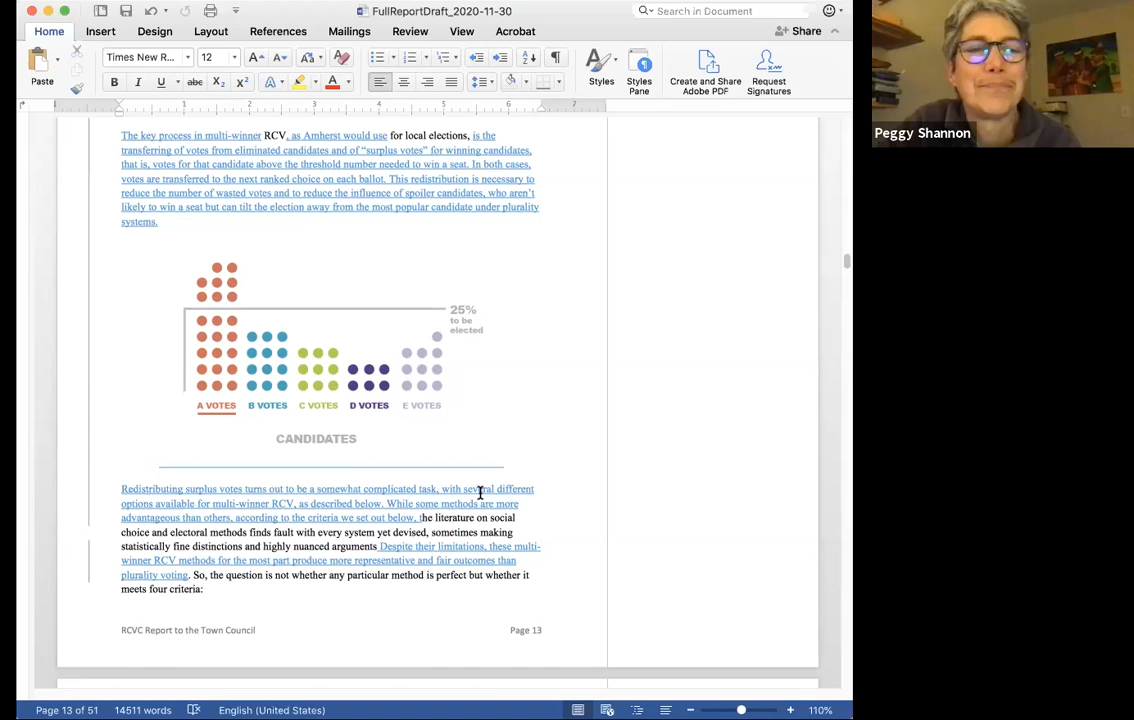 FullReportDraft_2020-11-30
Search in Document
Home Insert Design Layout References Mailings Review View Acrobat
Share
Paste
Times New R...
12
B I U abc X2 X2
Styles
Styles Pane
Create and Share Adobe PDF
Request Signatures
1 1 2 3 4 5 6 7
The key process in multi-winner RCV, as Amherst would use for local elections, is the
transferring of votes from eliminated candidates and of “surplus votes” for winning candidates,
that is, votes for that candidate above the threshold number needed to win a seat. In both cases,
votes are transferred to the next ranked choice on each ballot. This redistribution is necessary to
reduce the number of wasted votes and to reduce the influence of spoiler candidates, who aren’t
likely to win a seat but can tilt the election away from the most popular candidate under plurality
systems.
25%
to be
elected
A VOTES B VOTES C VOTES D VOTES E VOTES
CANDIDATES
Redistributing surplus votes turns out to be a somewhat complicated task, with several different
options available for multi-winner RCV, as described below. While some methods are more
advantageous than others, according to the criteria we set out below, the literature on social
choice and electoral methods finds fault with every system yet devised, sometimes making
statistically fine distinctions and highly nuanced arguments Despite their limitations, these multi-
winner RCV methods for the most part produce more representative and fair outcomes than
plurality voting. So, the question is not whether any particular method is perfect but whether it
meets four criteria:
RCVC Report to the Town Council Page 13
Page 13 of 51 14511 words English (United States) 110%
Peggy Shannon